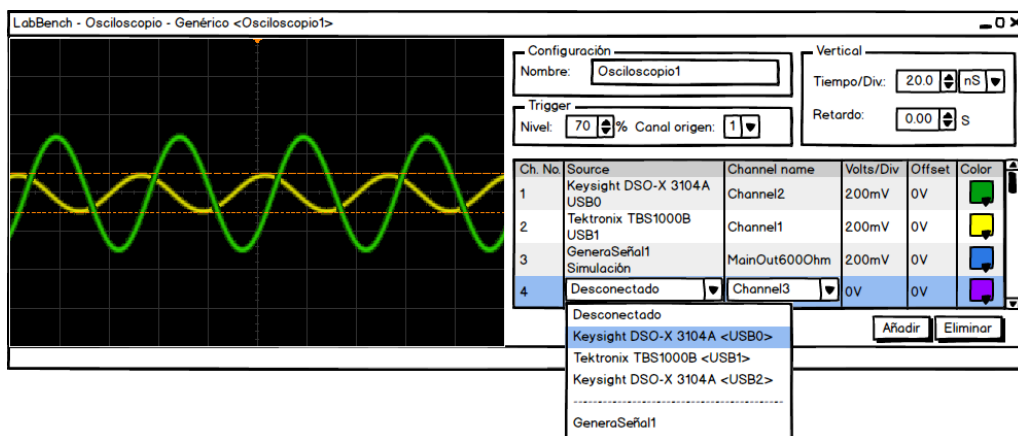 LabBench - Osciloscopio - Genérico <Osciloscopio1>
Configuración
Nombre: Osciloscopio1
Trigger
Nivel: 70 % Canal origen: 1
Vertical
Tiempo/Div.: 20.0 nS
Retardo: 0.00 S
Ch. No. Source Channel name Volts/Div Offset Color
1 Keysight DSO-X 3104A Channel2 200mV 0V
USB0
2 Tektronix TBS1000B Channel1 200mV 0V
USB1
3 GeneraSeñal1 MainOut600Ohm 200mV 0V
Simulación
4 Desconectado Channel3 0V 0V
Desconectado
Keysight DSO-X 3104A <USB0>
Tektronix TBS1000B <USB1>
Keysight DSO-X 3104A <USB2>
GeneraSeñal1
Añadir Eliminar